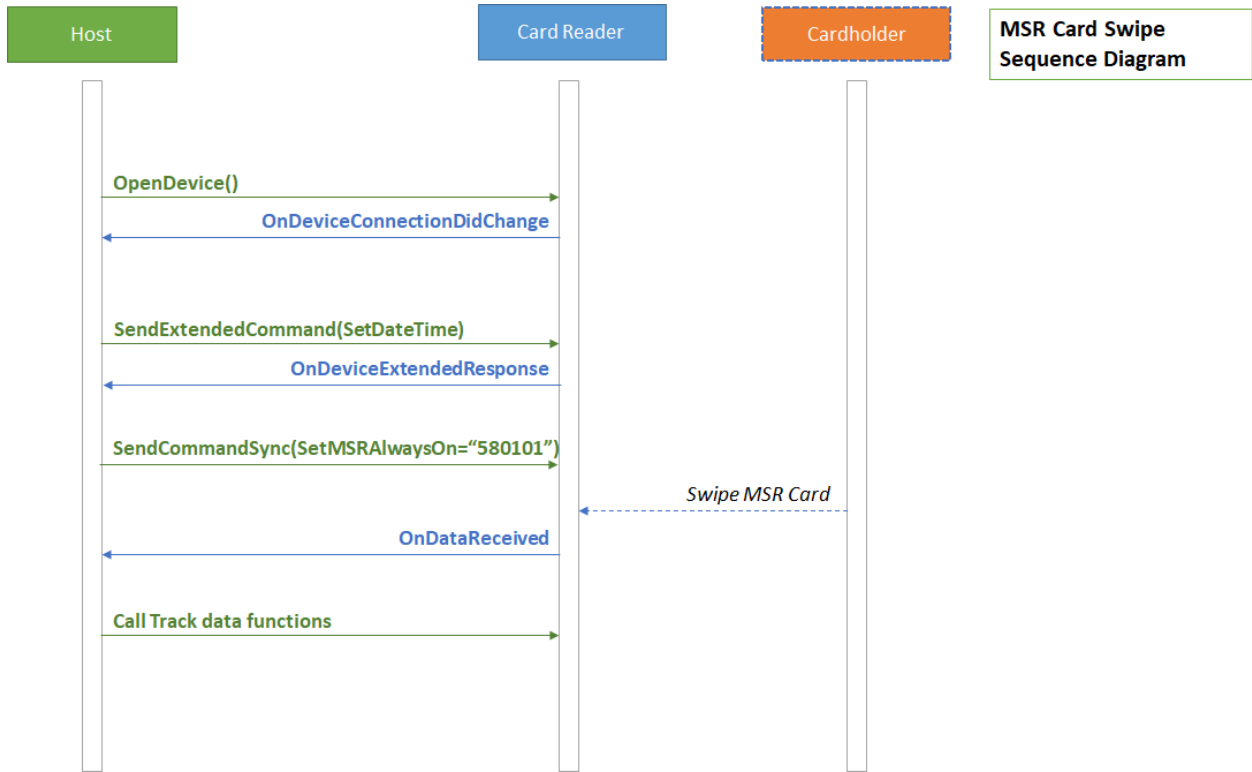 Host
Card Reader
Cardholder
MSR Card Swipe
Sequence Diagram
OpenDevice()
OnDeviceConnectionDidChange
SendExtendedCommand(SetDateTime)
OnDeviceExtendedResponse
SendCommandSync(SetMSRAlwaysOn=“580101”)
Swipe MSR Card
OnDataReceived
Call Track data functions